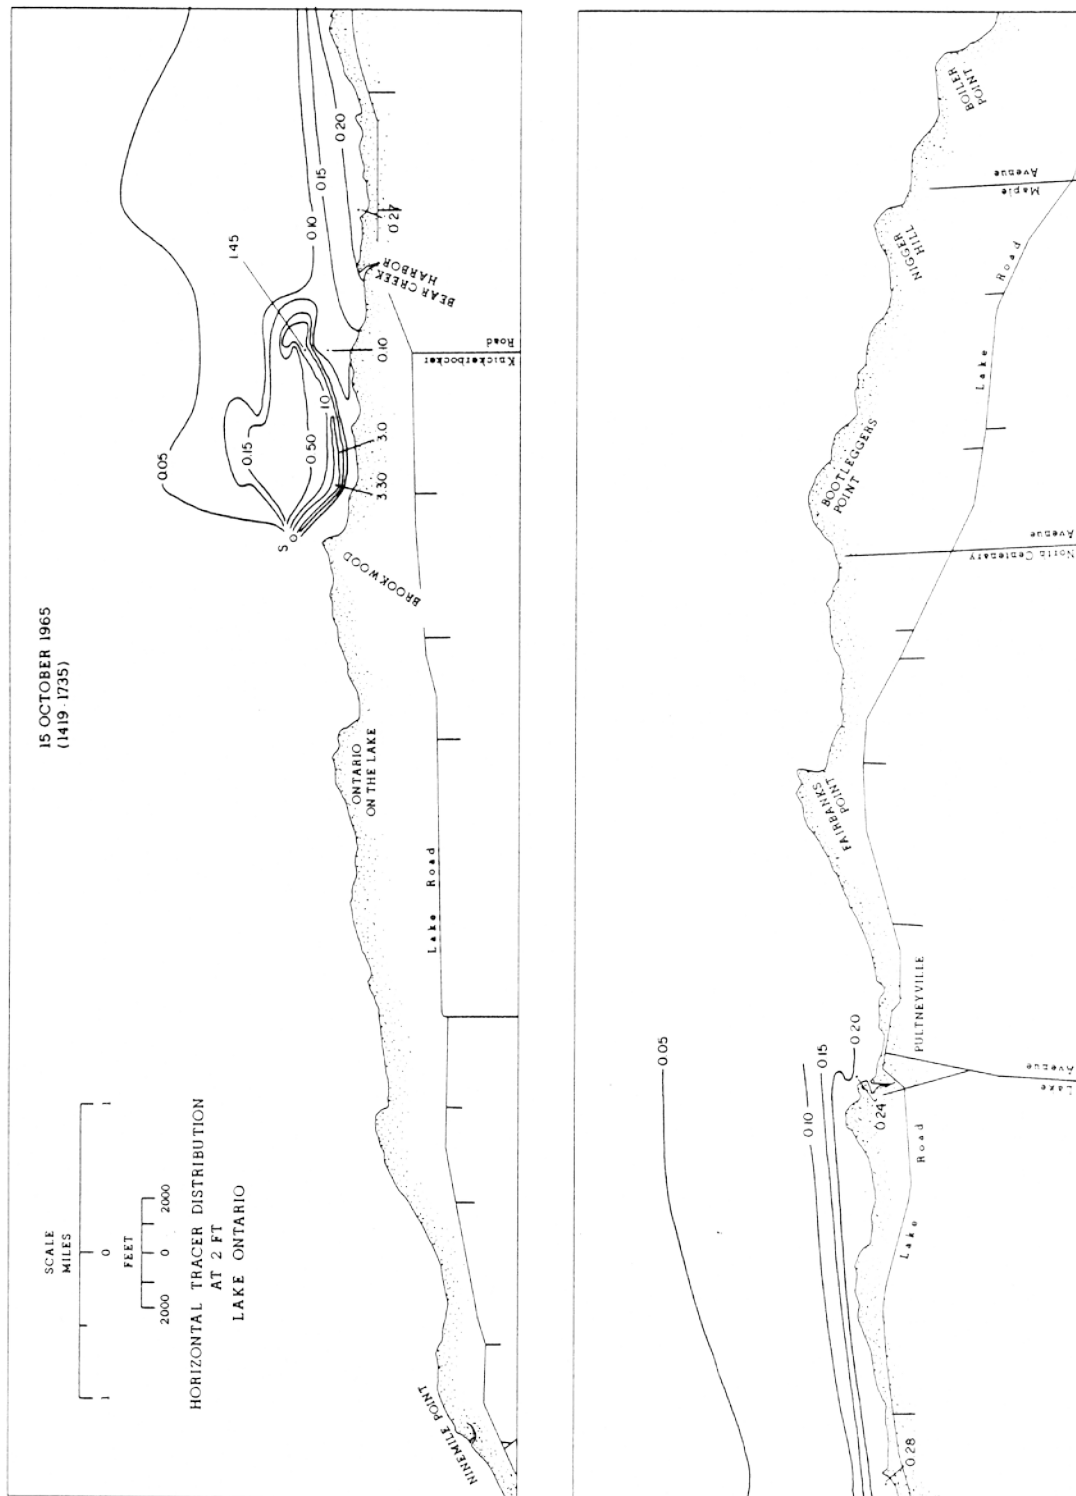 15 OCTOBER 1965
(1419-1735)
SCALE
MILES
1 0 1
FEET
2000 0 2000
HORIZONTAL TRACER DISTRIBUTION
AT 2 FT
LAKE ONTARIO
NINEMILE POINT
Lake Road
ONTARIO
ON THE LAKE
BROOKWOOD
S
0.05
0.15
0.50
1.0
3.30
3.0
0.10
1.45
0.10
0.15
0.20
0.27
BEAR CREEK
HARBOR
Knickerbocker
Road
0.28
0.05
0.10
0.15
0.20
0.24
Lake Road
Lake
Avenue
PULTNEYVILLE
FAIRBANKS
POINT
North Centenary
Avenue
BOOTLEGGERS
POINT
Lake Road
NIGGER
HILL
Maple
Avenue
BOILER
POINT